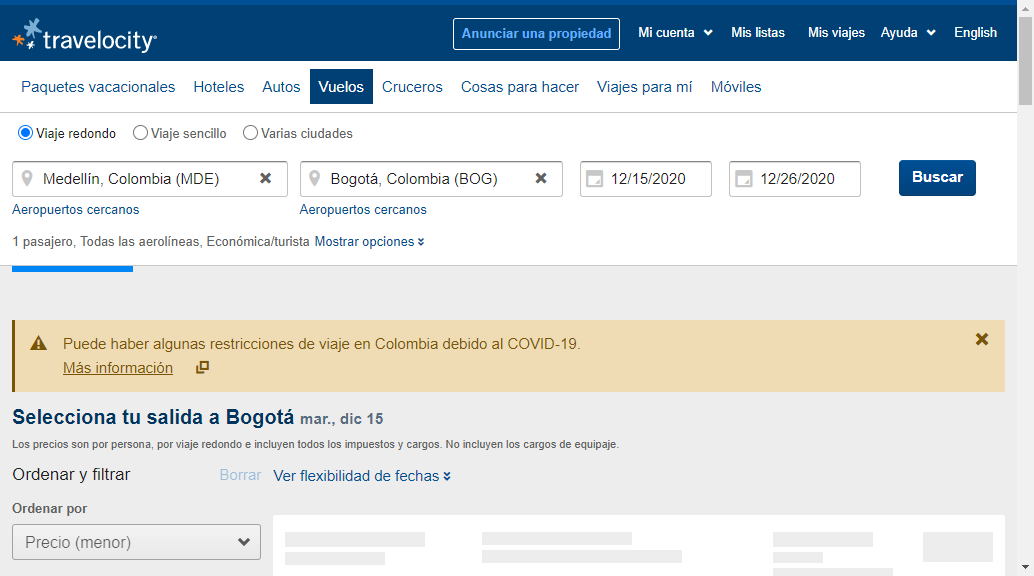 travelocity
Anunciar una propiedad
Mi cuenta
Mis listas
Mis viajes
Ayuda
English
Paquetes vacacionales
Hoteles
Autos
Vuelos
Cruceros
Cosas para hacer
Viajes para mí
Móviles
Viaje redondo
Viaje sencillo
Varias ciudades
Medellín, Colombia (MDE)
Bogotá, Colombia (BOG)
12/15/2020
12/26/2020
Buscar
Aeropuertos cercanos
Aeropuertos cercanos
1 pasajero, Todas las aerolíneas, Económica/turista Mostrar opciones
Puede haber algunas restricciones de viaje en Colombia debido al COVID-19.
Más información
Selecciona tu salida a Bogotá mar., dic 15
Los precios son por persona, por viaje redondo e incluyen todos los impuestos y cargos. No incluyen los cargos de equipaje.
Ordenar y filtrar
Borrar
Ver flexibilidad de fechas
Ordenar por
Precio (menor)